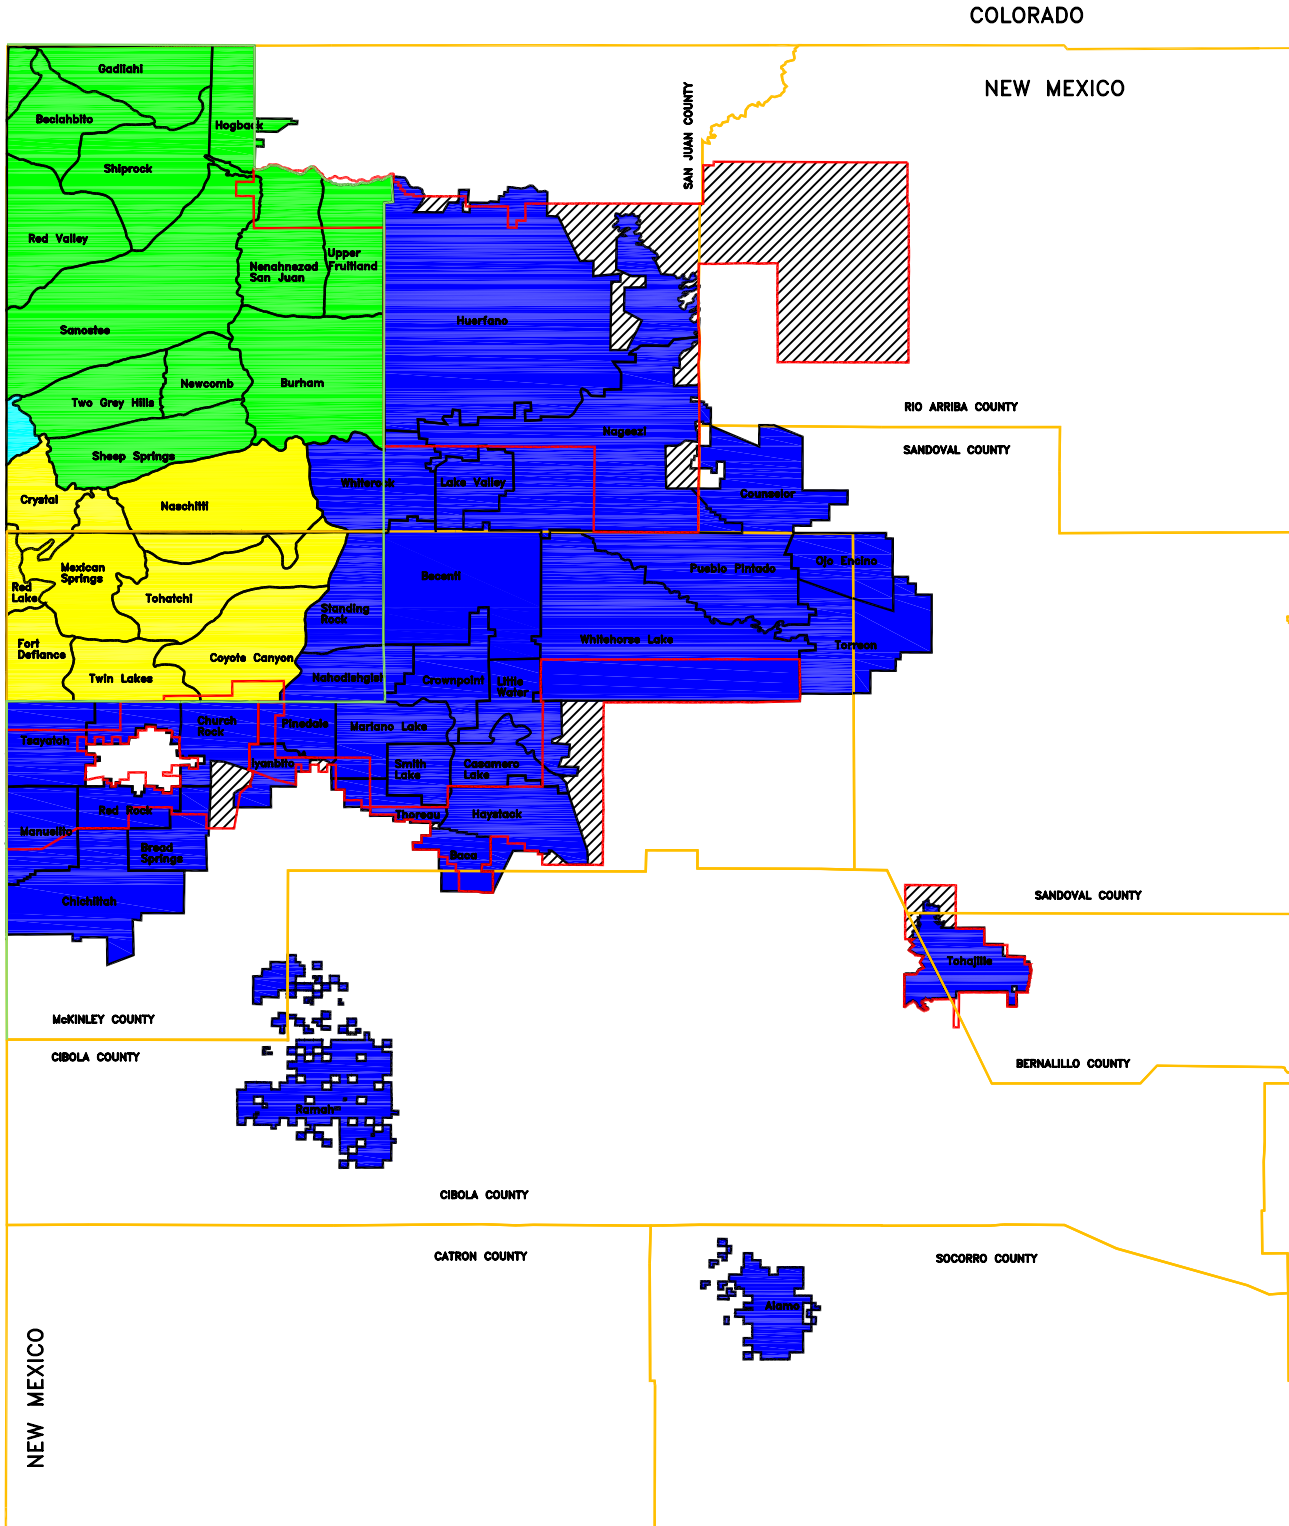 COLORADO
NEW MEXICO
SAN JUAN COUNTY
Gadiiahi
Beclahbito
Hogback
Shiprock
Red Valley
Nenahnezad
San Juan
Upper
Fruitland
Sanostee
Huerfano
Newcomb
Burham
Two Grey Hills
RIO ARRIBA COUNTY
Nageezi
SANDOVAL COUNTY
Sheep Springs
Crystal
Naschitti
Whiterock
Lake Valley
Counselor
Mexican
Springs
Red
Lake
Tohatchi
Becenti
Pueblo Pintado
Ojo Encino
Standing
Rock
Fort
Defiance
Coyote Canyon
Whitehorse Lake
Torreon
Twin Lakes
Nahodishgish
Crownpoint
Little
Water
Tsayatoh
Church
Rock
Pinedale
Mariano Lake
Iyanbito
Smith
Lake
Casamero
Lake
Red Rock
Thoreau
Haystack
Manuelito
Bread
Springs
Baca
Chichiltah
SANDOVAL COUNTY
Tohajiile
McKINLEY COUNTY
CIBOLA COUNTY
BERNALILLO COUNTY
Ramah
CIBOLA COUNTY
CATRON COUNTY
SOCORRO COUNTY
Alamo
NEW MEXICO